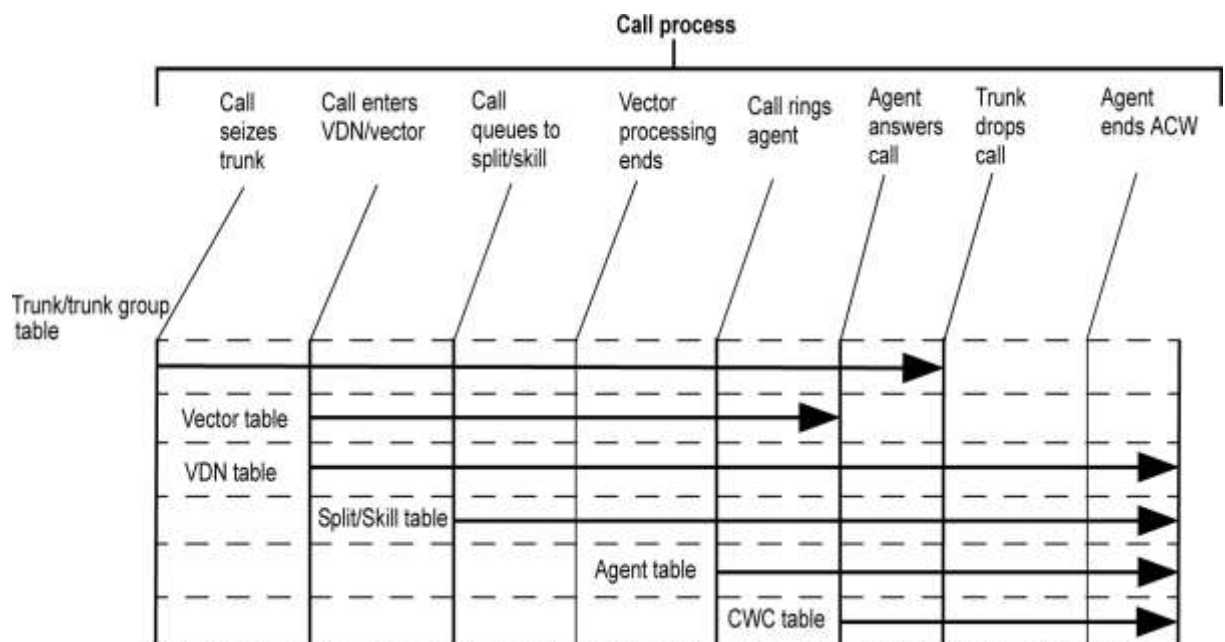 Call process
Call
seizes
trunk
Call enters
VDN/vector
Call
queues to
split/skill
Vector
processing
ends
Call rings
agent
Agent
answers
call
Trunk
drops
call
Agent
ends ACW
Trunk/trunk group
table
Vector table
VDN table
Split/Skill table
Agent table
CWC table